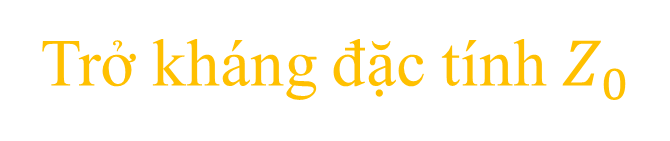 Trở kháng đặc tính Z₀